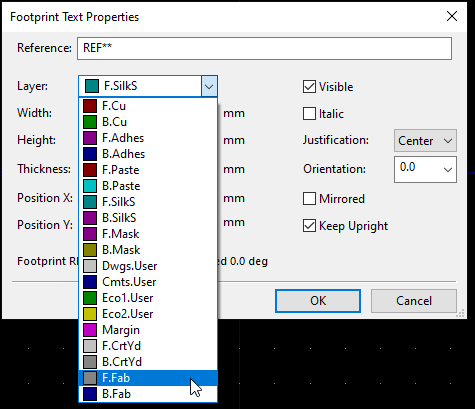 Footprint Text Properties
Reference: REF**
Layer: F.SilkS Visible
F.Cu
Width: mm Italic
B.Cu
Height: F.Adhes mm Justification: Center
B.Adhes
Thickness: F.Paste mm Orientation: 0.0
B.Paste
Position X: F.SilkS mm Mirrored
B.SilkS
Position Y: F.Mask mm Keep Upright
B.Mask
Footprint Dwgs.User ed 0.0 deg
Cmts.User
Eco1.User OK Cancel
Eco2.User
Margin
F.CrtYd
B.CrtYd
F.Fab
B.Fab